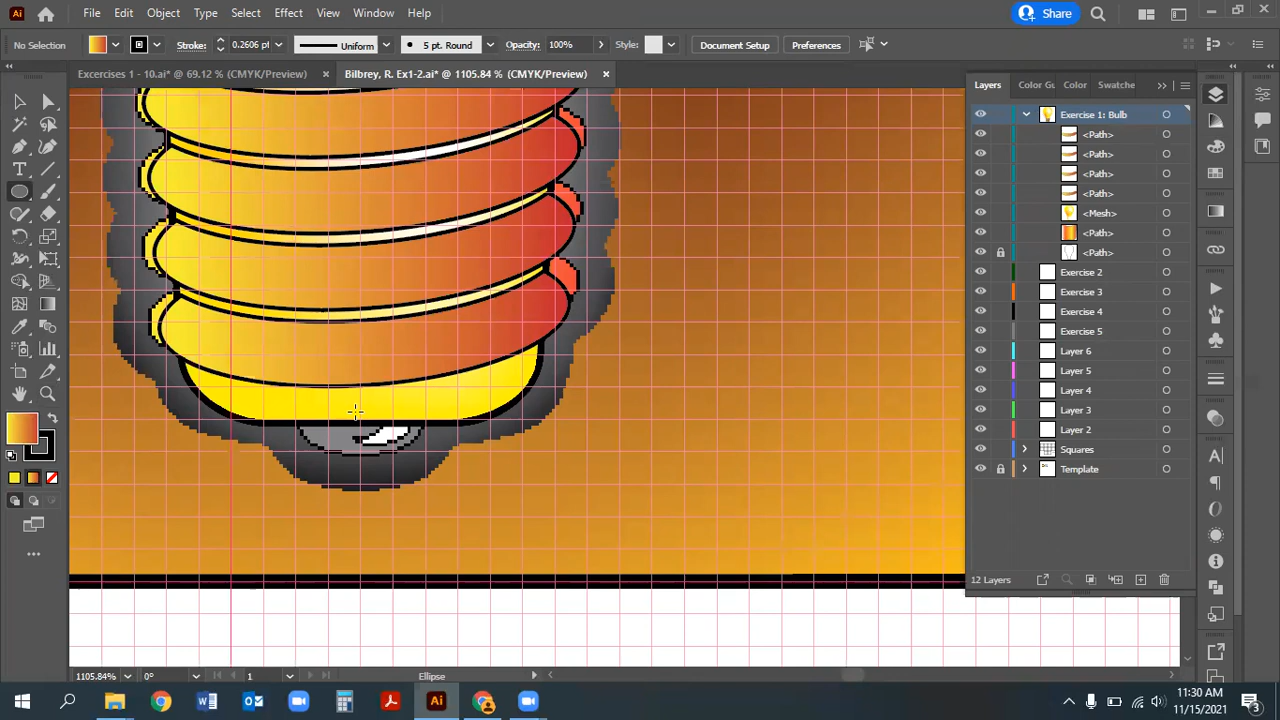 Ai File Edit Object Type Select Effect View Window Help Share
No Selection Stroke: 0.2606 pt Uniform 5 pt. Round Opacity: 100% Style: Document Setup Preferences
Excercises 1 - 10.ai* @ 69.12 % (CMYK/Preview) × Bilbrey, R. Ex1-2.ai* @ 1105.84 % (CMYK/Preview) ×
Layers Color Gu Color Swatche
Exercise 1: Bulb
<Path>
<Path>
<Path>
<Path>
<Mesh>
<Path>
<Path>
Exercise 2
Exercise 3
Exercise 4
Exercise 5
Layer 6
Layer 5
Layer 4
Layer 3
Layer 2
Squares
Template
12 Layers
1105.84% 0° 1 Ellipse
11:30 AM
11/15/2021
3